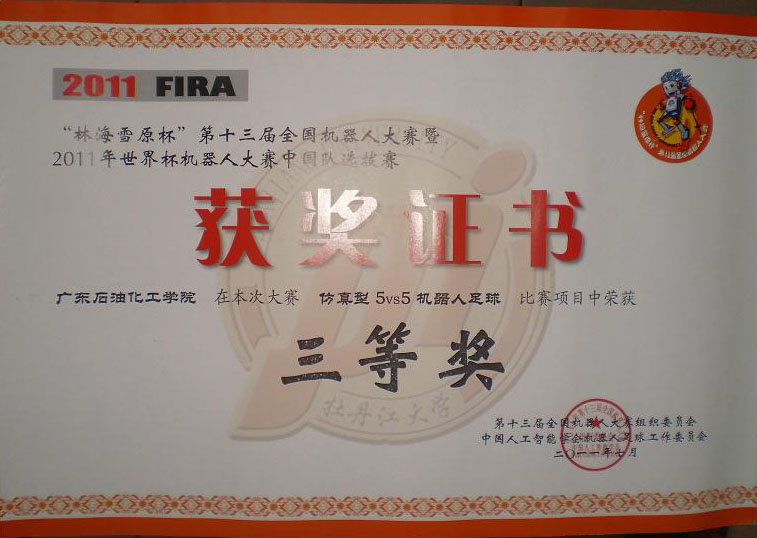 2011 FIRA
“林海雪原杯”第十三届全国机器人大赛暨
2011年世界杯机器人大赛中国队选拔赛
获奖证书
广东石油化工学院 在本次大赛 仿真型 5vs5 机器人足球 比赛项目中荣获
三等奖
牡丹江大学
第十三届全国机器人大赛组织委员会
中国人工智能学会机器人足球工作委员会
二〇一一年七月